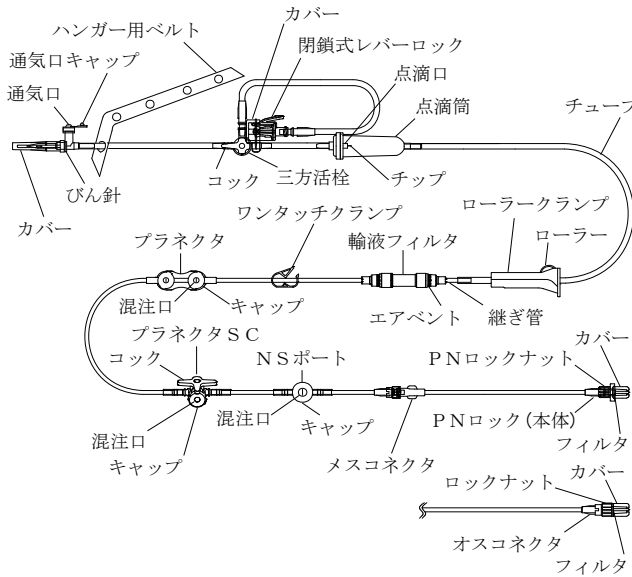 カバー
ハンガー用ベルト
閉鎖式レバーロック
通気口キャップ
点滴口
通気口
点滴筒
チューブ
コック
三方活栓
チップ
びん針
カバー
ワンタッチクランプ
ローラークランプ
プラネクタ
輸液フィルタ
ローラー
混注口
キャップ
エアベント
継ぎ管
プラネクタSC
コック
NSポート
PNロックナット
カバー
混注口
キャップ
混注口
キャップ
メスコネクタ
PNロック(本体)
フィルタ
カバー
ロックナット
オスコネクタ
フィルタ